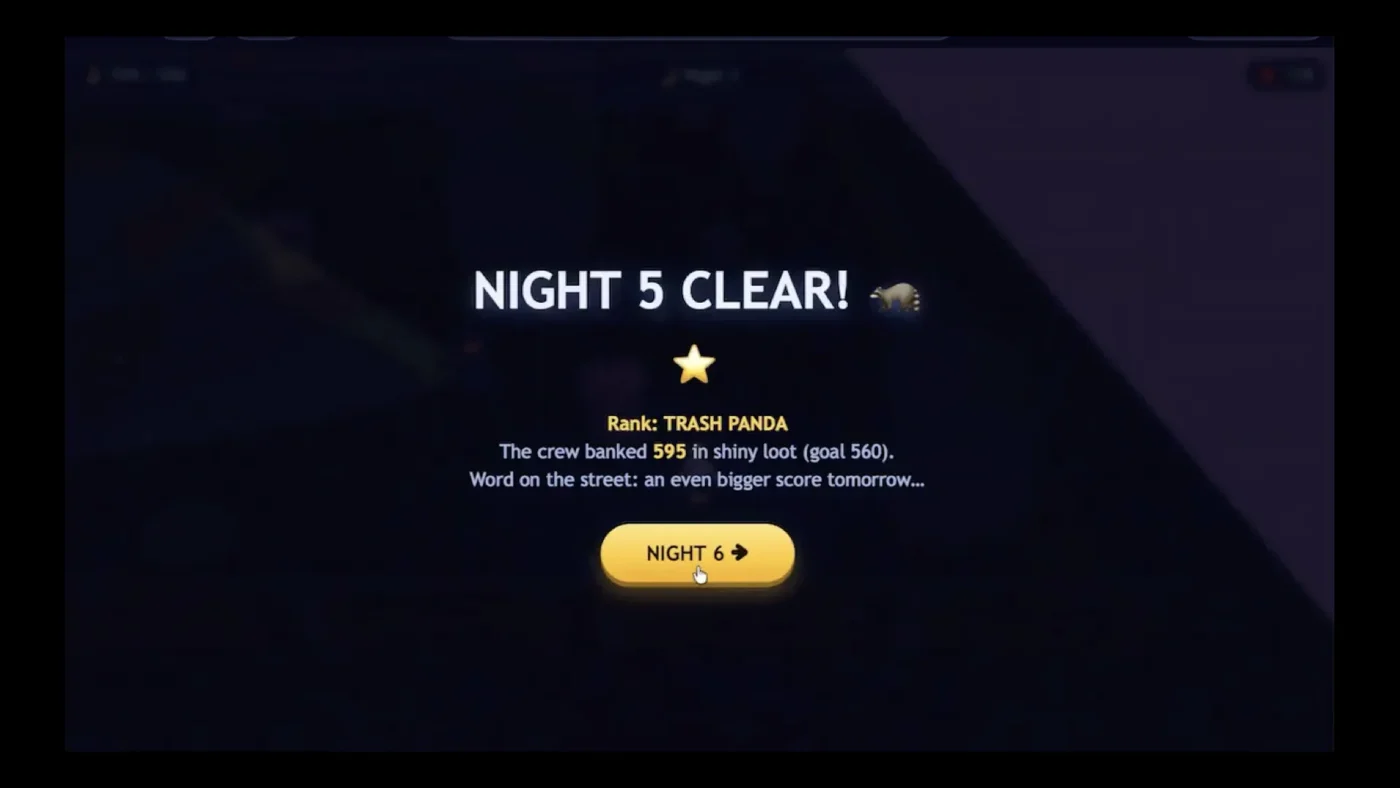 NIGHT 5 CLEAR! 🦝
Rank: TRASH PANDA
The crew banked 595 in shiny loot (goal 560).
Word on the street: an even bigger score tomorrow...
NIGHT 6 →